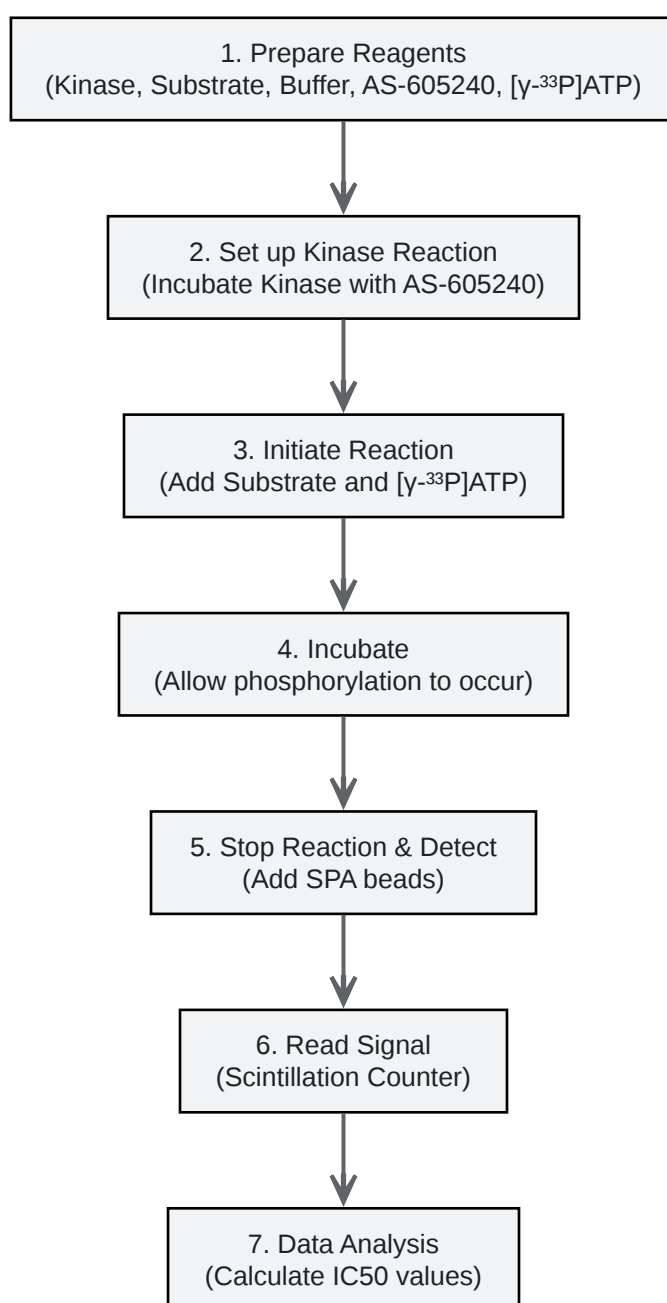 1. Prepare Reagents
(Kinase, Substrate, Buffer, AS-605240, [γ-³³P]ATP)
2. Set up Kinase Reaction
(Incubate Kinase with AS-605240)
3. Initiate Reaction
(Add Substrate and [γ-³³P]ATP)
4. Incubate
(Allow phosphorylation to occur)
5. Stop Reaction & Detect
(Add SPA beads)
6. Read Signal
(Scintillation Counter)
7. Data Analysis
(Calculate IC50 values)